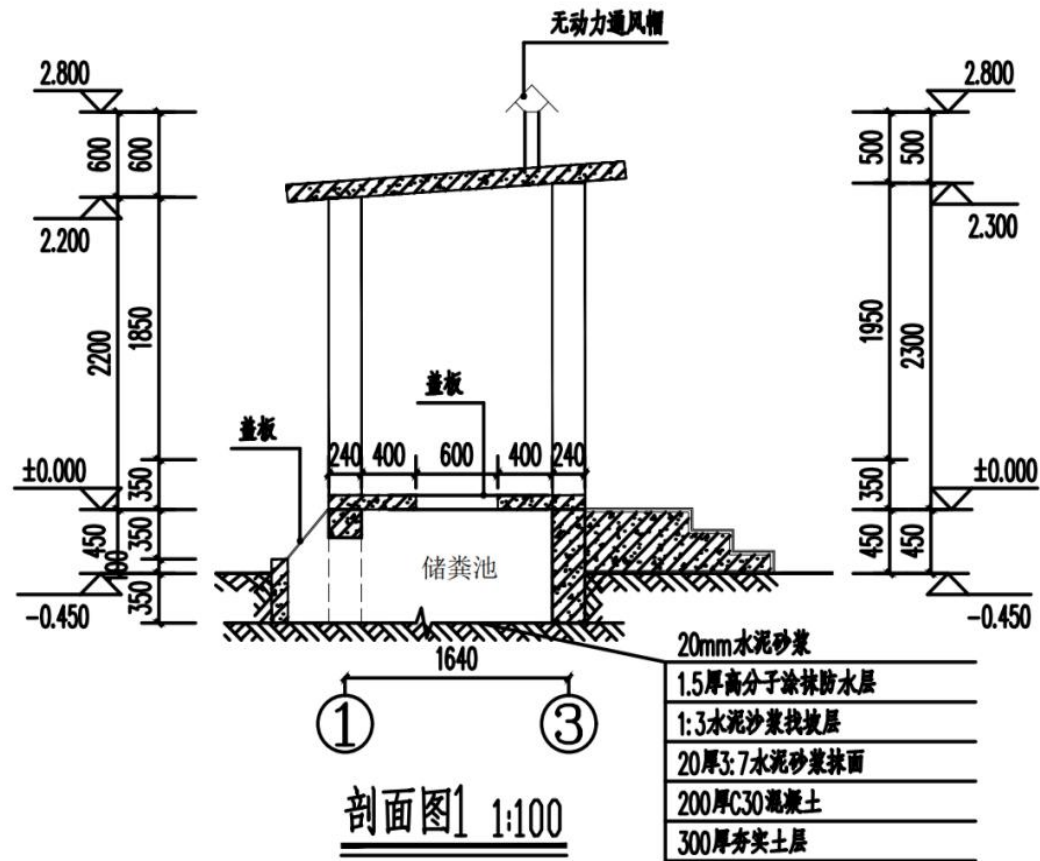 无动力通风帽
2.800
2.800
600
600
500
500
2.200
2.300
2200
1850
1950
2300
盖板
盖板
240
400
600
400
240
±0.000
±0.000
350
350
450
350
100
450
450
储粪池
-0.450
350
-0.450
1640
20mm水泥砂浆
1.5厚高分子涂抹防水层
1:3水泥沙浆找坡层
20厚3:7水泥砂浆抹面
200厚C30混凝土
300厚夯实土层
1
3
剖面图1 1:100